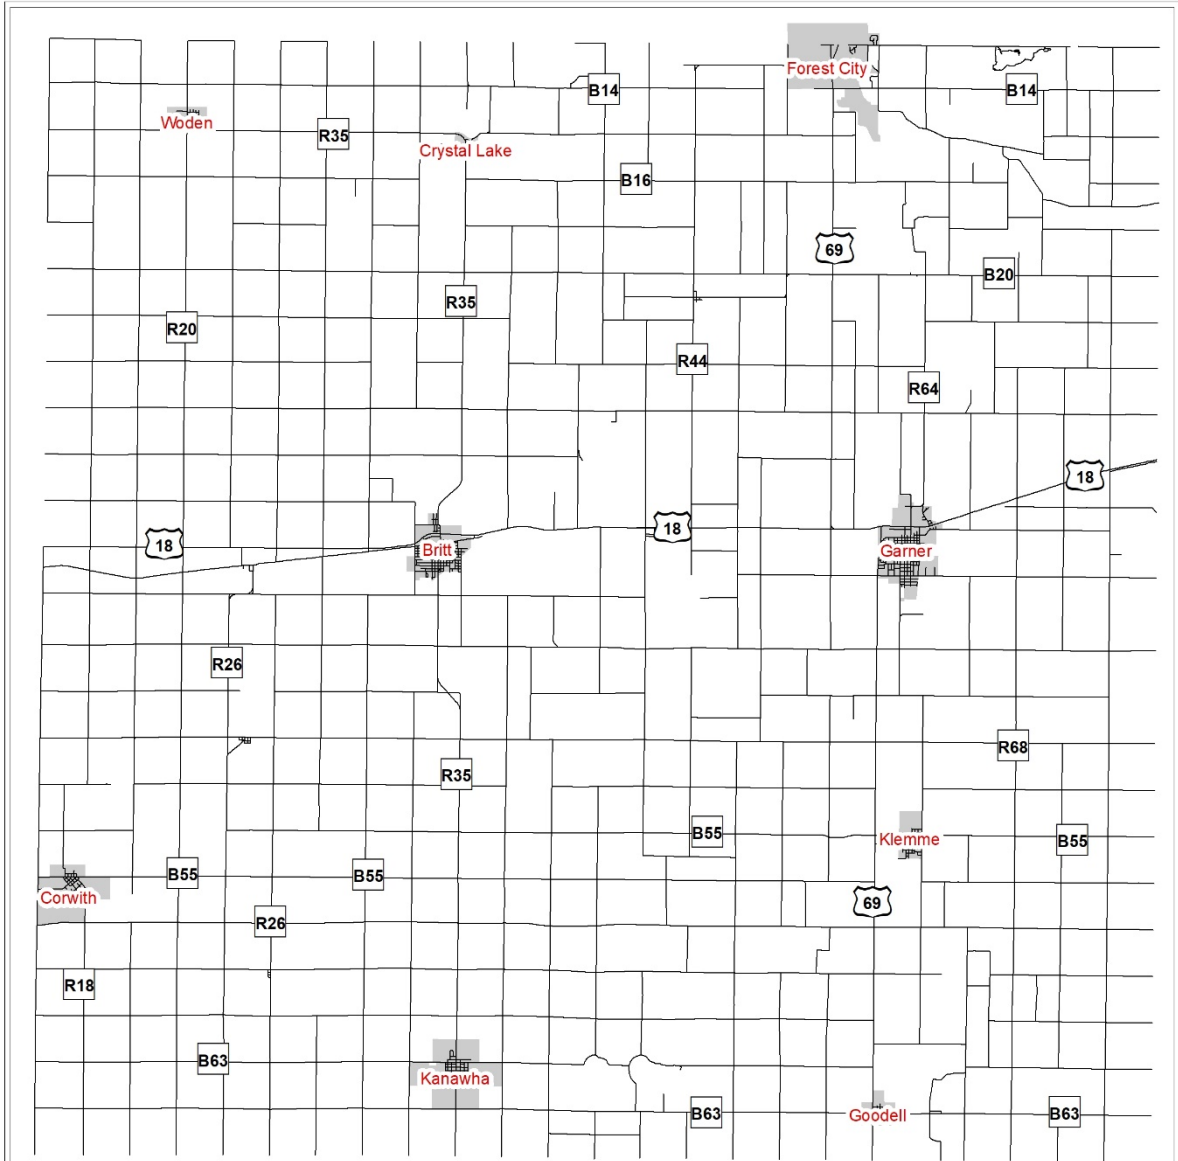 Forest City
B14
B14
Woden
R35
Crystal Lake
B16
69
B20
R35
R20
R44
R64
18
18
18
Britt
Garner
R26
R68
R35
B55
Klemme
B55
B55
B55
Corwith
69
R26
R18
B63
Kanawha
B63
Goodell
B63